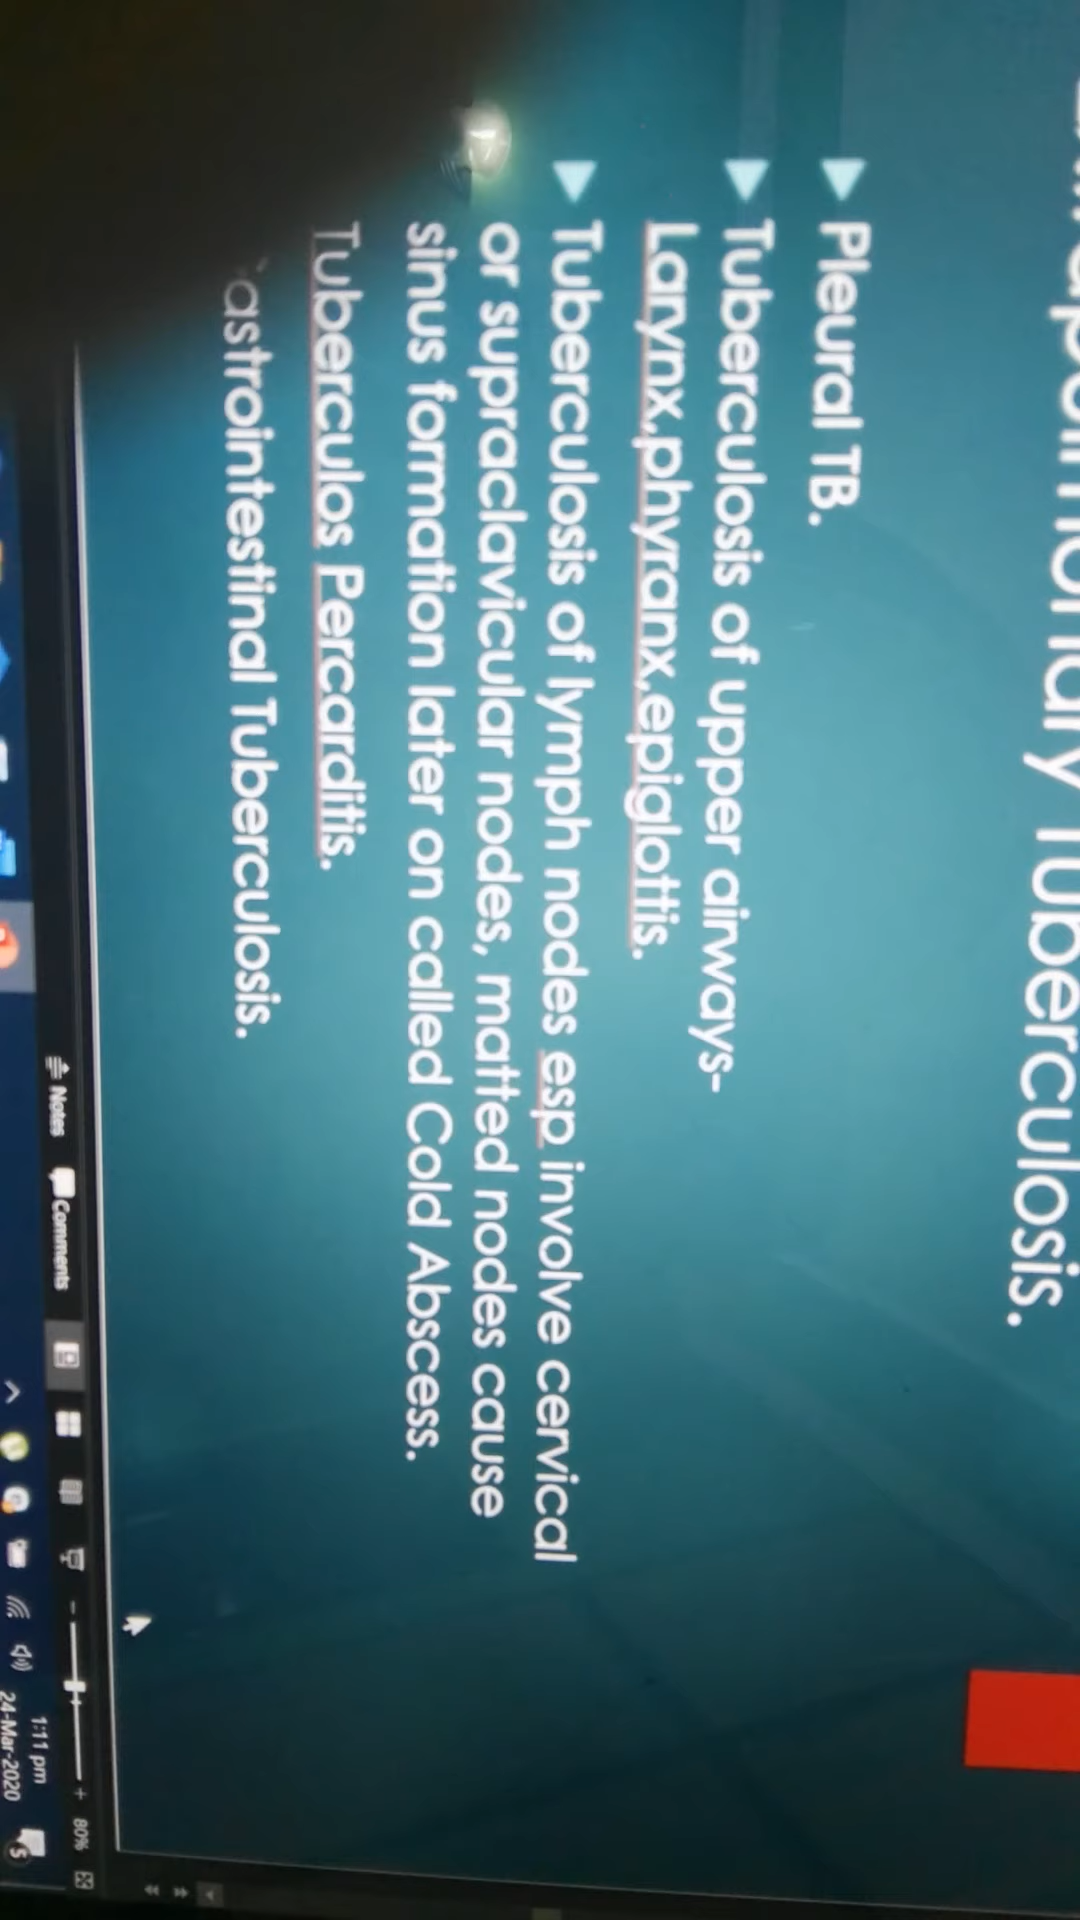 Tuberculosis.
Pleural TB.
Tuberculosis of upper airways-
Larynx,phyranx,epiglottis.
Tuberculosis of lymph nodes esp involve cervical
or supraclavicular nodes, matted nodes cause
sinus formation later on called Cold Abscess.
Tuberculos Percarditis.
astrointestinal Tuberculosis.
Notes Comments 80%
1:11 pm
24-Mar-2020
5